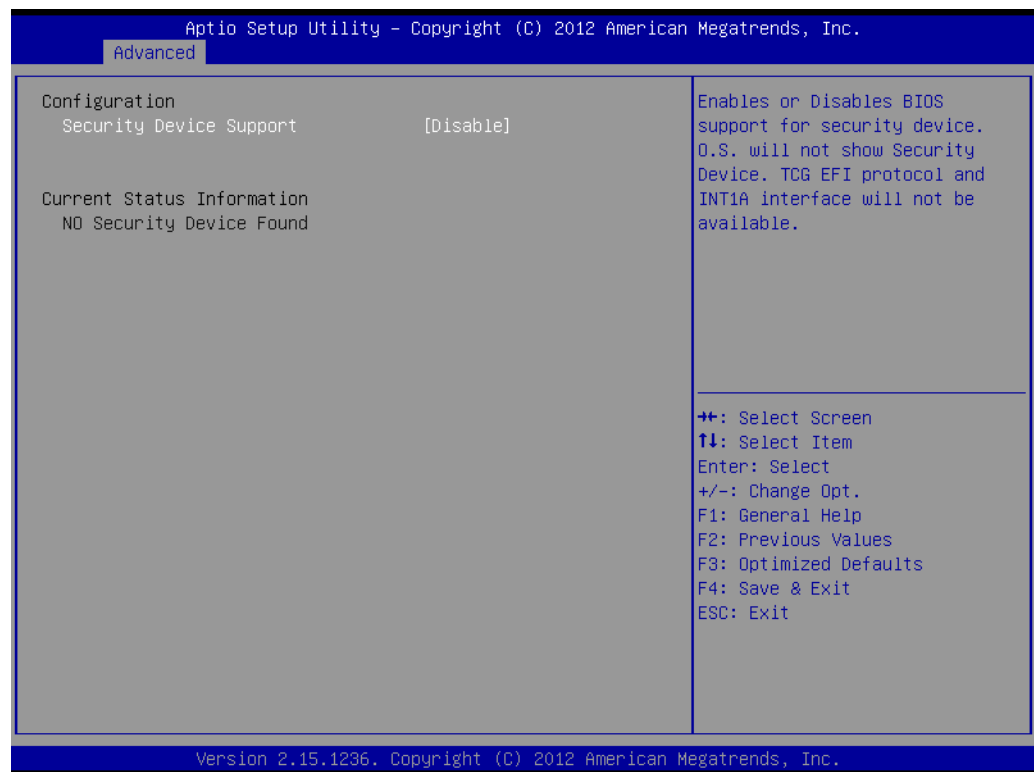 Aptio Setup Utility – Copyright (C) 2012 American Megatrends, Inc.
Advanced
Configuration
Security Device Support [Disable]
Current Status Information
NO Security Device Found
Enables or Disables BIOS
support for security device.
O.S. will not show Security
Device. TCG EFI protocol and
INT1A interface will not be
available.
→←: Select Screen
↑↓: Select Item
Enter: Select
+/-: Change Opt.
F1: General Help
F2: Previous Values
F3: Optimized Defaults
F4: Save & Exit
ESC: Exit
Version 2.15.1236. Copyright (C) 2012 American Megatrends, Inc.